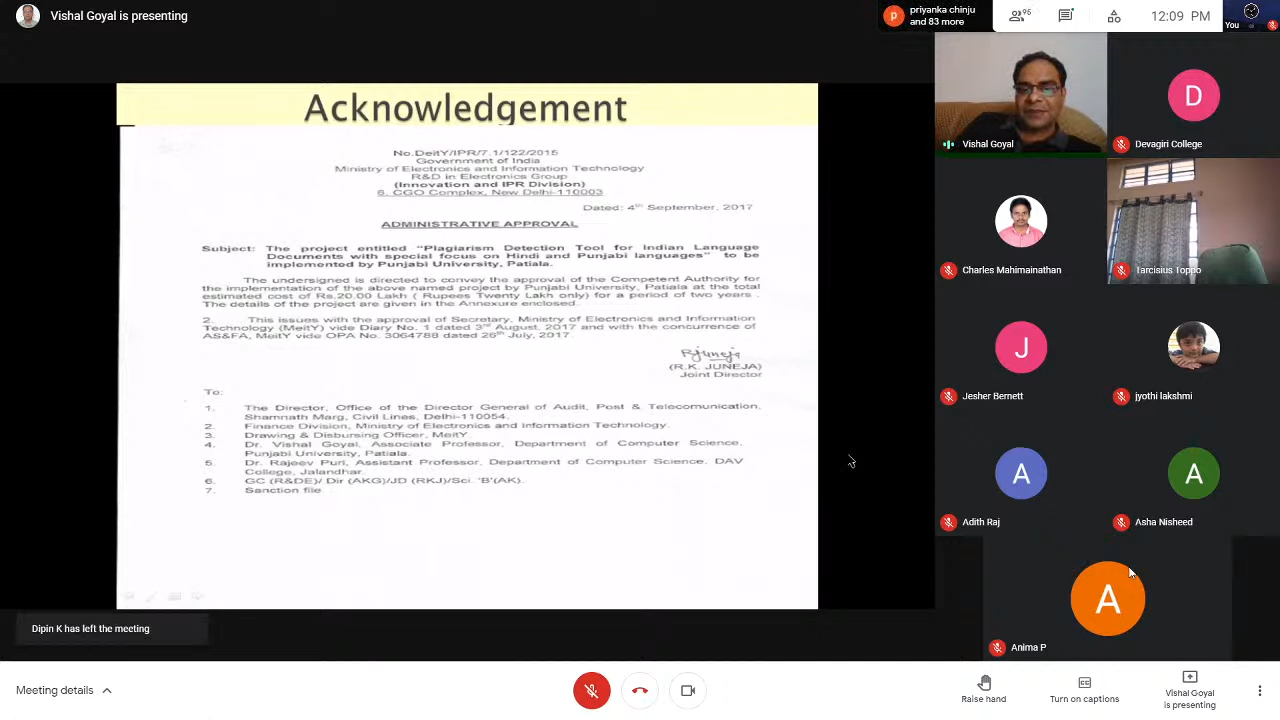 Vishal Goyal is presenting
p
priyanka chinju
and 83 more
95
12:09 PM
You
Acknowledgement
No.DeitY/IPR/7.1/122/2015
Government of India
Ministry of Electronics and Information Technology
R&D in Electronics Group
(Innovation and IPR Division)
6, CGO Complex, New Delhi-110003
Dated: 4th September, 2017
ADMINISTRATIVE APPROVAL
Subject: The project entitled "Plagiarism Detection Tool for Indian Language
Documents with special focus on Hindi and Punjabi languages" to be
implemented by Punjabi University, Patiala.
The undersigned is directed to convey the approval of the Competent Authority for
the implementation of the above named project by Punjabi University, Patiala at the total
estimated cost of Rs.20.00 Lakh ( Rupees Twenty Lakh only) for a period of two years .
The details of the project are given in the Annexure enclosed.
2. This issues with the approval of Secretary, Ministry of Electronics and Information
Technology (MeitY) vide Diary No. 1 dated 3rd August, 2017 and with the concurrence of
AS&FA, MeitY vide OPA No. 3064788 dated 26th July, 2017.
Rjuneja
(R.K. JUNEJA)
Joint Director
To:
1. The Director, Office of the Director General of Audit, Post & Telecommunication,
Shamnath Marg, Civil Lines, Delhi-110054.
2. Finance Division, Ministry of Electronics and Information Technology.
3. Drawing & Disbursing Officer, MeitY.
4. Dr. Vishal Goyal, Associate Professor, Department of Computer Science,
Punjabi University, Patiala.
5. Dr. Rajeev Puri, Assistant Professor, Department of Computer Science, DAV
College, Jalandhar.
6. GC (R&DE)/ Dir (AKG)/JD (RKJ)/Sci. 'B'(AK).
7. Sanction file.
Vishal Goyal
D
Devagiri College
Charles Mahimainathan
Tarcisius Toppo
J
Jesher Bernett
jyothi lakshmi
A
Adith Raj
A
Asha Nisheed
A
Anima P
Dipin K has left the meeting
Meeting details
Raise hand
Turn on captions
Vishal Goyal
is presenting